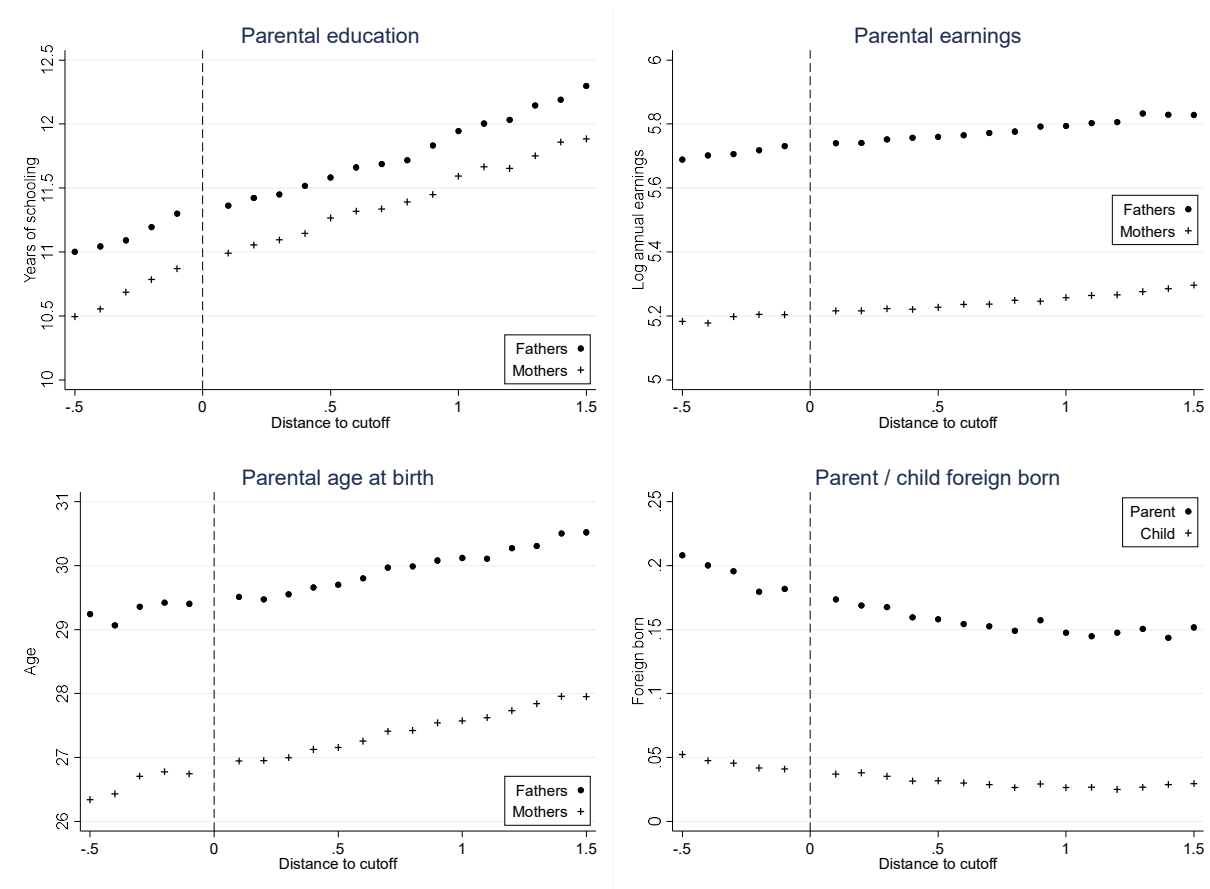 Parental education
Years of schooling
12.5
12
11.5
11
10.5
10
Fathers
Mothers
-.5 0 .5 1 1.5
Distance to cutoff
Parental earnings
Log annual earnings
6
5.8
5.6
5.4
5.2
5
Fathers
Mothers
-.5 0 .5 1 1.5
Distance to cutoff
Parental age at birth
Age
31
30
29
28
27
26
Fathers
Mothers
-.5 0 .5 1 1.5
Distance to cutoff
Parent / child foreign born
Foreign born
.25
.2
.15
.1
.05
0
Parent
Child
-.5 0 .5 1 1.5
Distance to cutoff